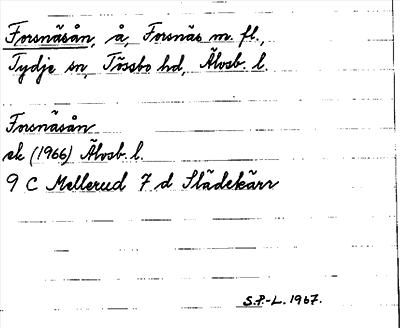 Forsnäsån, å, Forsnäs m. fl.,
Tydje sn, Tössbo hd, Älvsb. l.
Forsnäsån
ek (1966) Älvsb. l.
9 C Mellerud 7 d Slädekärr
S.P.-L. 1967.